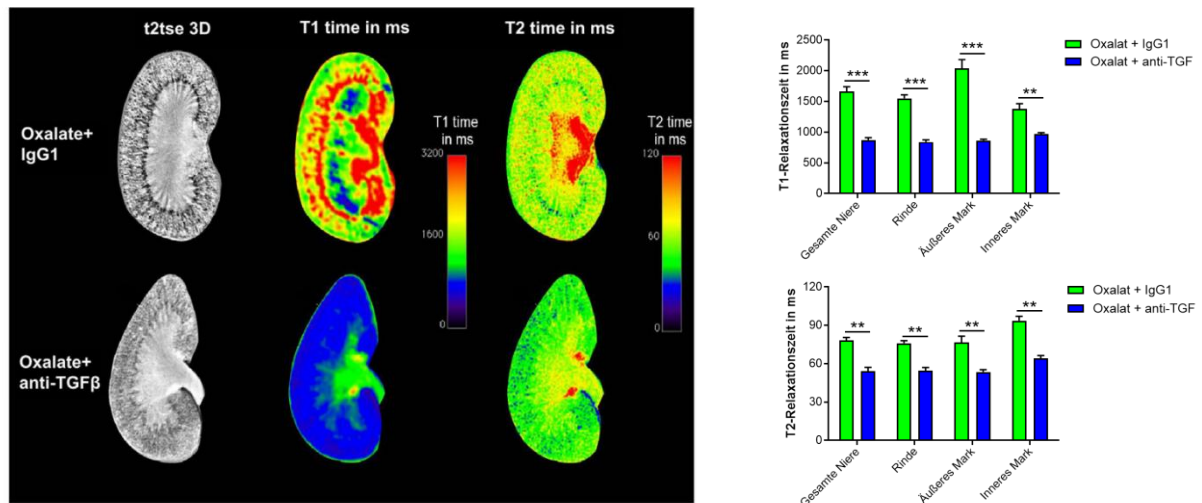 t2tse 3D
T1 time in ms
T2 time in ms
Oxalate+
IgG1
T1 time
in ms
3200
1600
0
T2 time
in ms
120
60
0
Oxalate+
anti-TGFβ
T1-Relaxationszeit in ms
2500
2000
1500
1000
500
0
***
***
***
**
Oxalat + IgG1
Oxalat + anti-TGF
Gesamte Niere
Rinde
Äußeres Mark
Inneres Mark
T2-Relaxationszeit in ms
120
90
60
30
0
**
**
**
**
Oxalat + IgG1
Oxalat + anti-TGF
Gesamte Niere
Rinde
Äußeres Mark
Inneres Mark